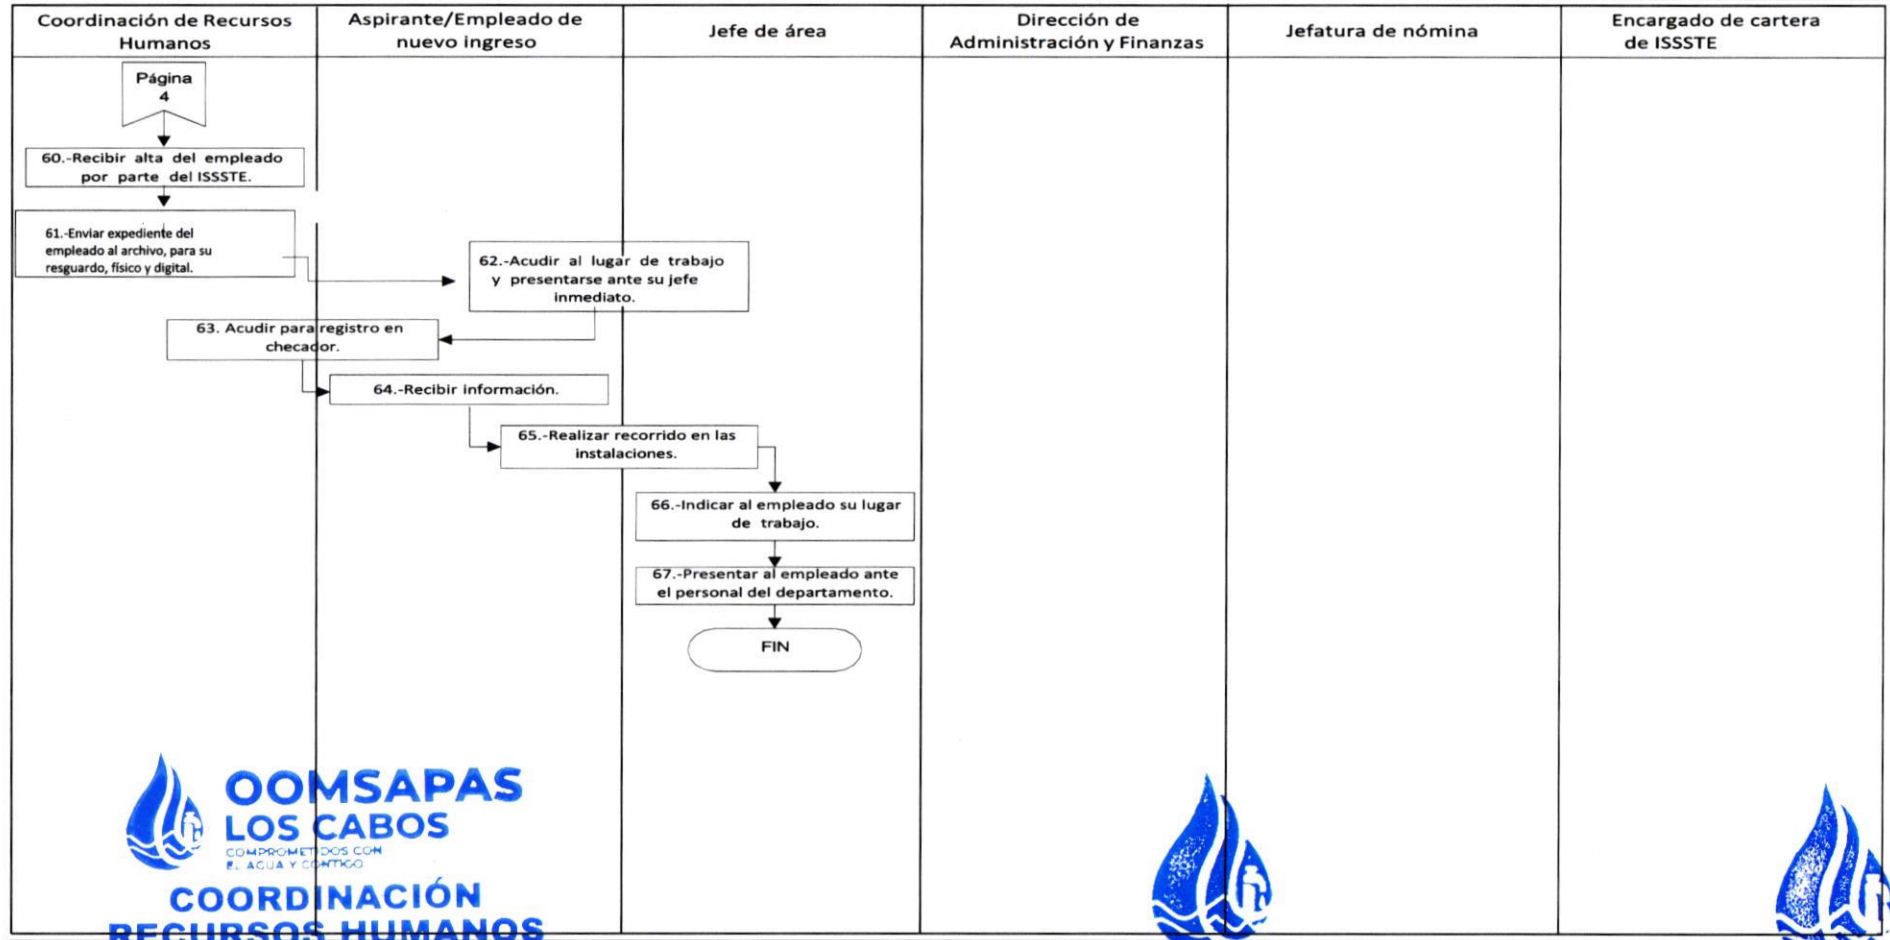 Coordinación de Recursos
Humanos
Aspirante/Empleado de
nuevo ingreso
Jefe de área
Dirección de
Administración y Finanzas
Jefatura de nómina
Encargado de cartera
de ISSSTE
Página
4
60.-Recibir alta del empleado
por parte del ISSSTE.
61.-Enviar expediente del
empleado al archivo, para su
resguardo, físico y digital.
62.-Acudir al lugar de trabajo
y presentarse ante su jefe
inmediato.
63. Acudir para registro en
checador.
64.-Recibir información.
65.-Realizar recorrido en las
instalaciones.
66.-Indicar al empleado su lugar
de trabajo.
67.-Presentar al empleado ante
el personal del departamento.
FIN
OOMSAPAS
LOS CABOS
COMPROMETIDOS CON
EL AGUA Y CONTIGO
COORDINACIÓN
RECURSOS HUMANOS